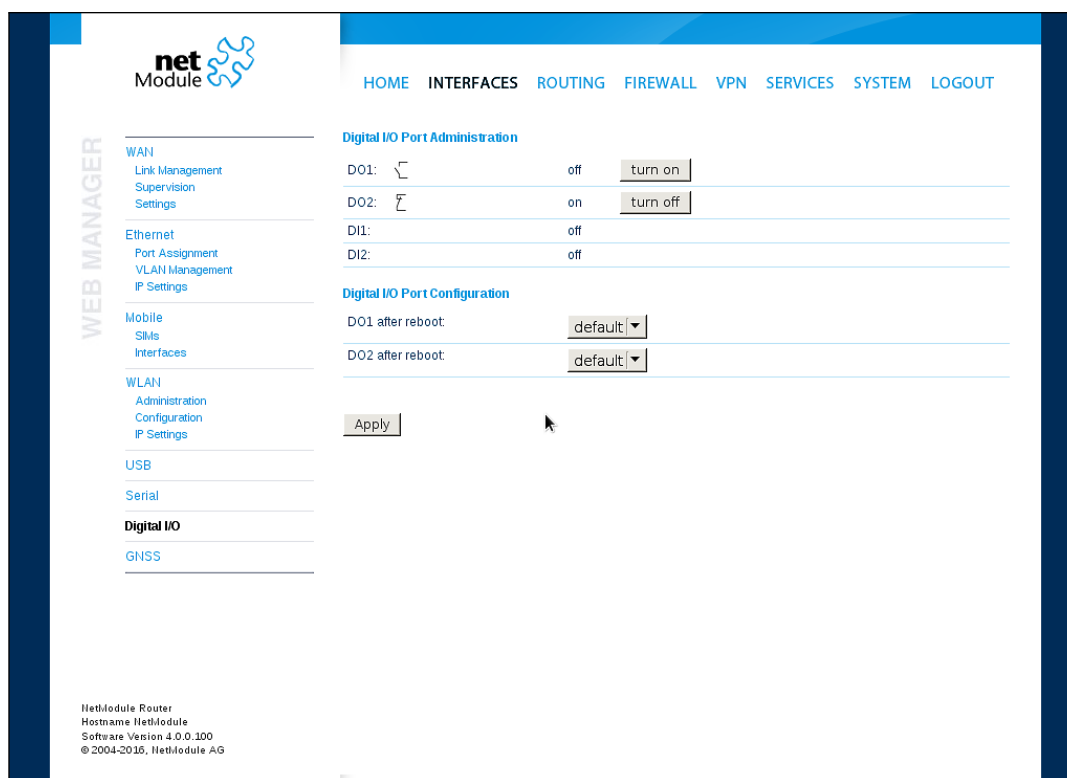 net
Module
HOME INTERFACES ROUTING FIREWALL VPN SERVICES SYSTEM LOGOUT
WEB MANAGER
WAN
Link Management
Supervision
Settings
Ethernet
Port Assignment
VLAN Management
IP Settings
Mobile
SIMs
Interfaces
WLAN
Administration
Configuration
IP Settings
USB
Serial
Digital I/O
GNSS
Digital I/O Port Administration
DO1: off turn on
DO2: on turn off
DI1: off
DI2: off
Digital I/O Port Configuration
DO1 after reboot: default
DO2 after reboot: default
Apply
NetModule Router
Hostname NetModule
Software Version 4.0.0.100
© 2004-2016, NetModule AG